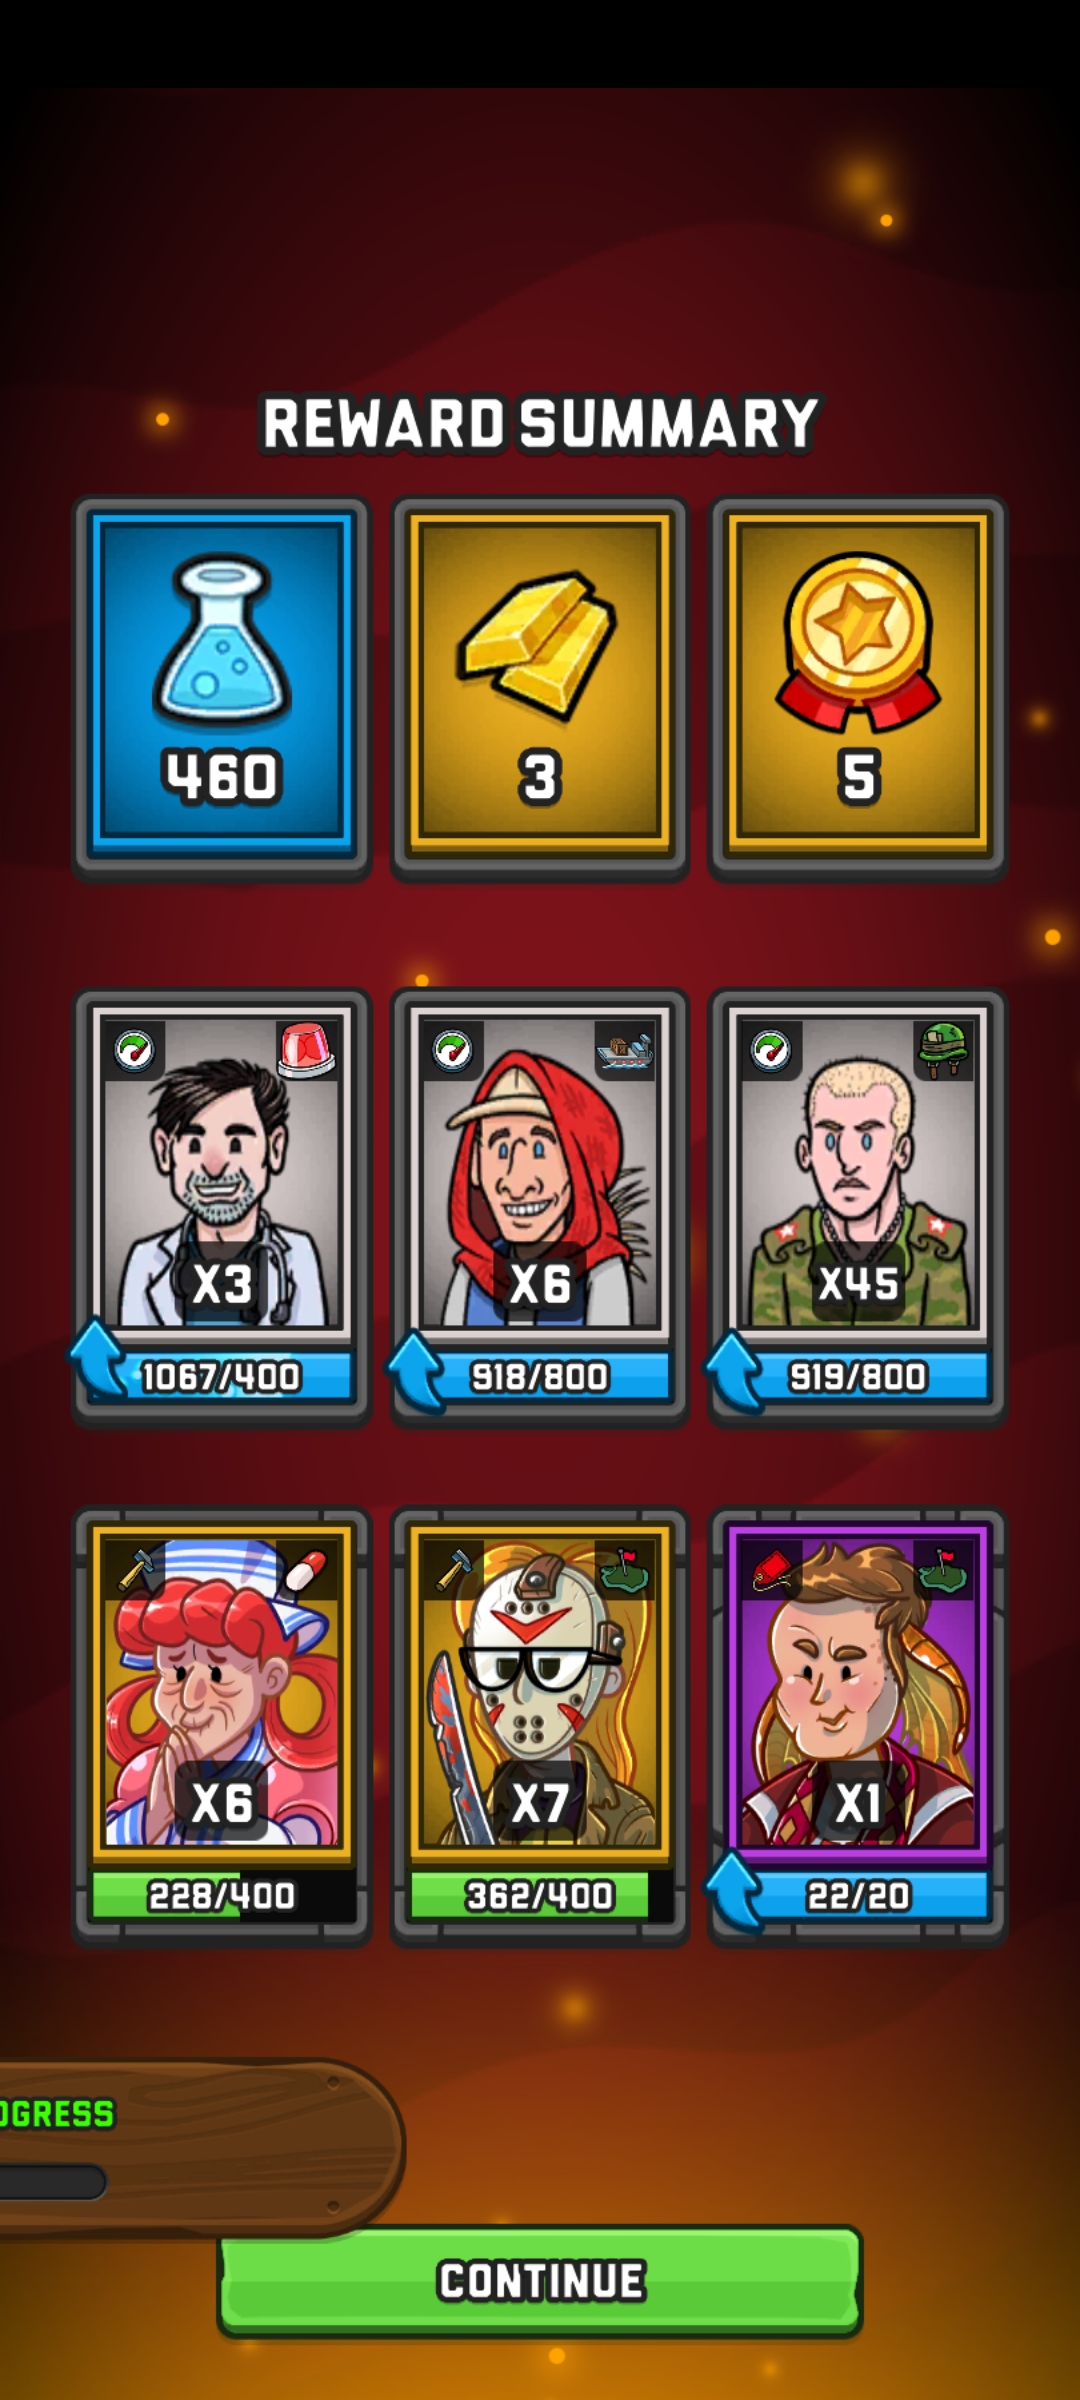 REWARD SUMMARY
460
3
5
X3
X6
X45
1067/400
918/800
919/800
X6
X7
X1
228/400
362/400
22/20
OGRESS
CONTINUE